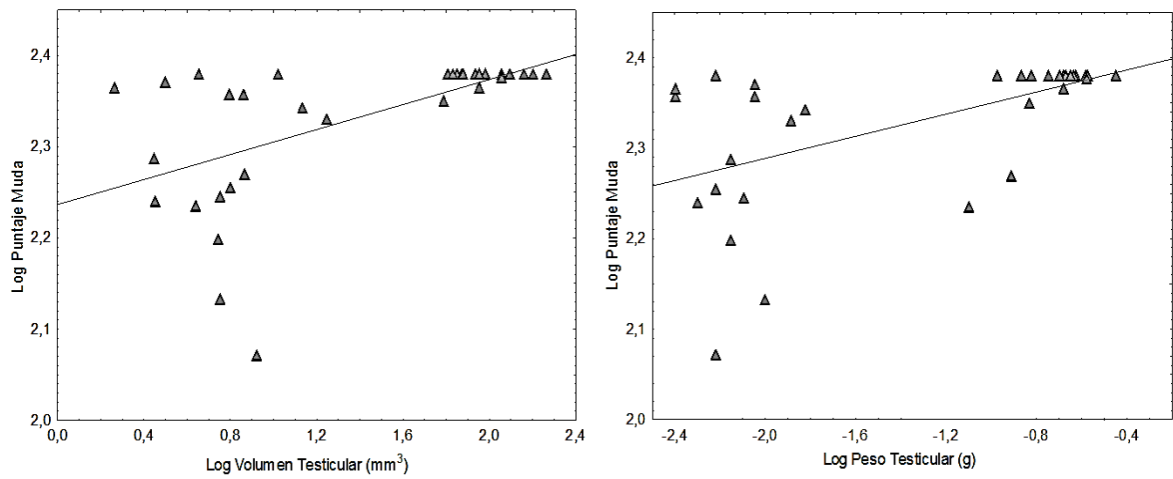 Log Puntaje Muda
2,4
2,3
2,2
2,1
2,0
0,0 0,4 0,8 1,2 1,6 2,0 2,4
Log Volumen Testicular (mm³)
Log Puntaje Muda
2,4
2,3
2,2
2,1
2,0
-2,4 -2,0 -1,6 -1,2 -0,8 -0,4
Log Peso Testicular (g)